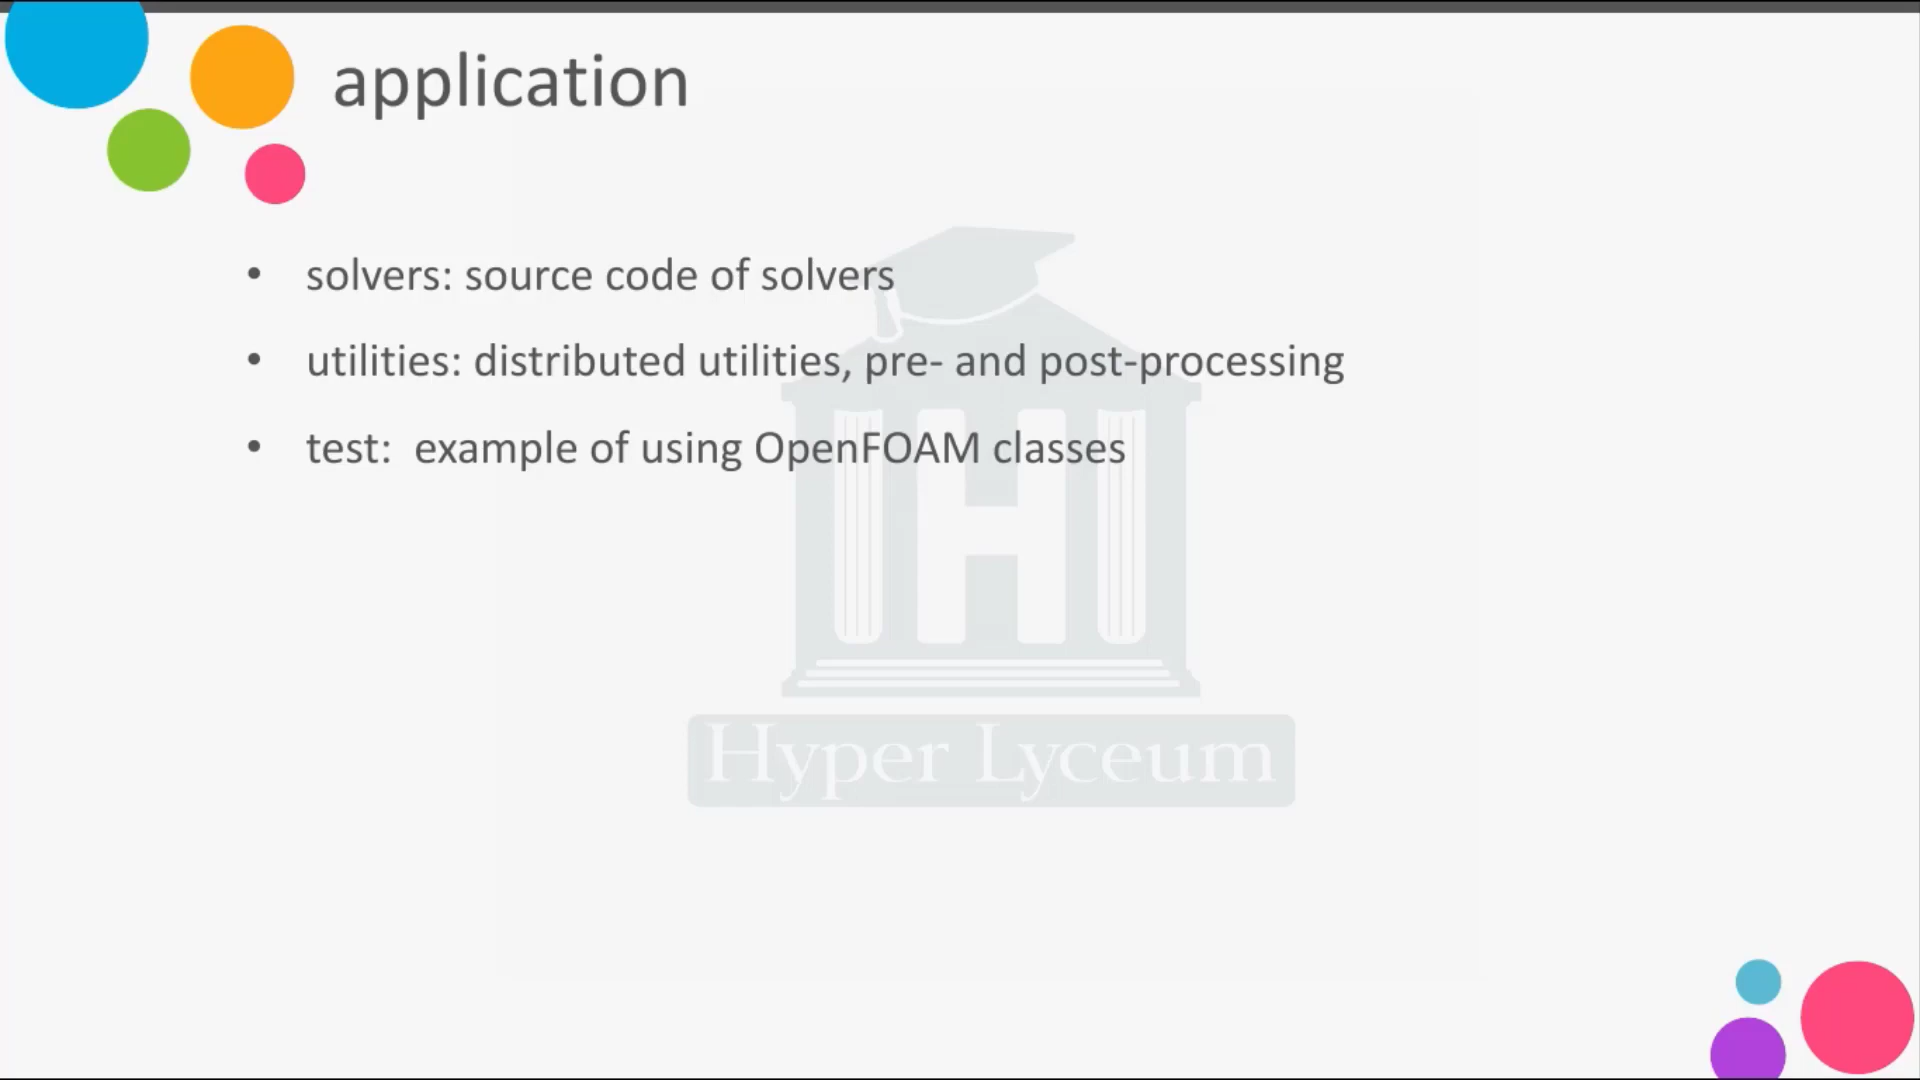 application
• solvers: source code of solvers
• utilities: distributed utilities, pre- and post-processing
• test:  example of using OpenFOAM classes
H
Hyper Lyceum